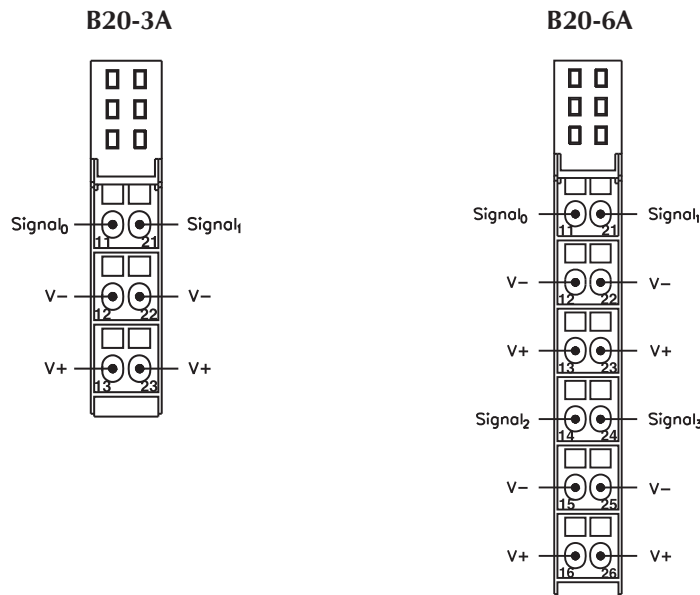 B20-3A B20-6A
Signal₀ 11 21 Signal₁
V– 12 22 V–
V+ 13 23 V+
Signal₀ 11 21 Signal₁
V– 12 22 V–
V+ 13 23 V+
Signal₂ 14 24 Signal₃
V– 15 25 V–
V+ 16 26 V+